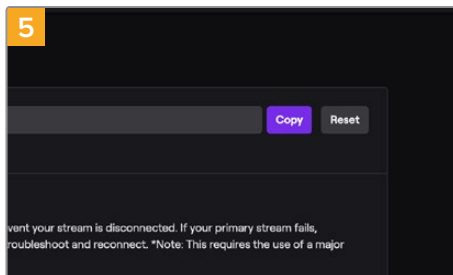 5
Copy Reset
vent your stream is disconnected. If your primary stream fails,
roubleshoot and reconnect. *Note: This requires the use of a major